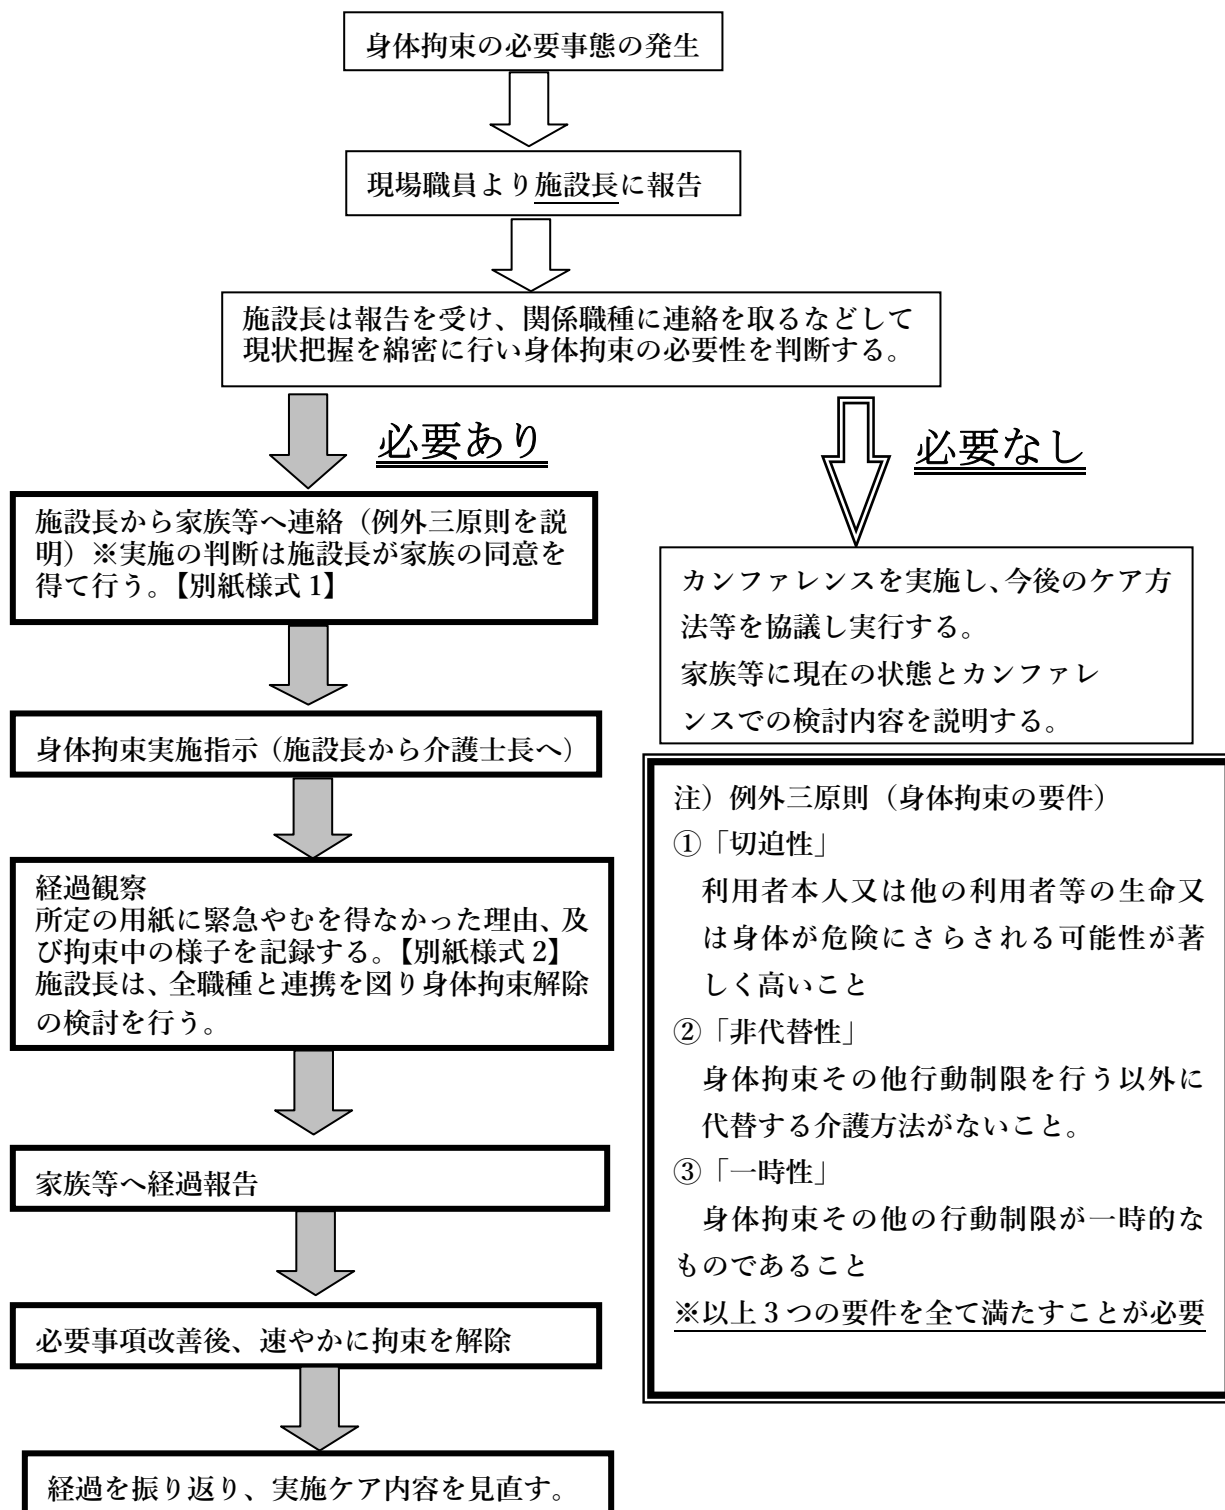 身体拘束の必要事態の発生
現場職員より施設長に報告
施設長は報告を受け、関係職種に連絡を取るなどして
現状把握を綿密に行い身体拘束の必要性を判断する。
必要あり
必要なし
施設長から家族等へ連絡（例外三原則を説
明）※実施の判断は施設長が家族の同意を
得て行う。【別紙様式 1】
身体拘束実施指示（施設長から介護士長へ）
経過観察
所定の用紙に緊急やむを得なかった理由、及
び拘束中の様子を記録する。【別紙様式 2】
施設長は、全職種と連携を図り身体拘束解除
の検討を行う。
家族等へ経過報告
必要事項改善後、速やかに拘束を解除
経過を振り返り、実施ケア内容を見直す。
カンファレンスを実施し、今後のケア方
法等を協議し実行する。
家族等に現在の状態とカンファレ
ンスでの検討内容を説明する。
注）例外三原則（身体拘束の要件）
①「切迫性」
利用者本人又は他の利用者等の生命又
は身体が危険にさらされる可能性が著
しく高いこと
②「非代替性」
身体拘束その他行動制限を行う以外に
代替する介護方法がないこと。
③「一時性」
身体拘束その他の行動制限が一時的な
ものであること
※以上 3 つの要件を全て満たすことが必要